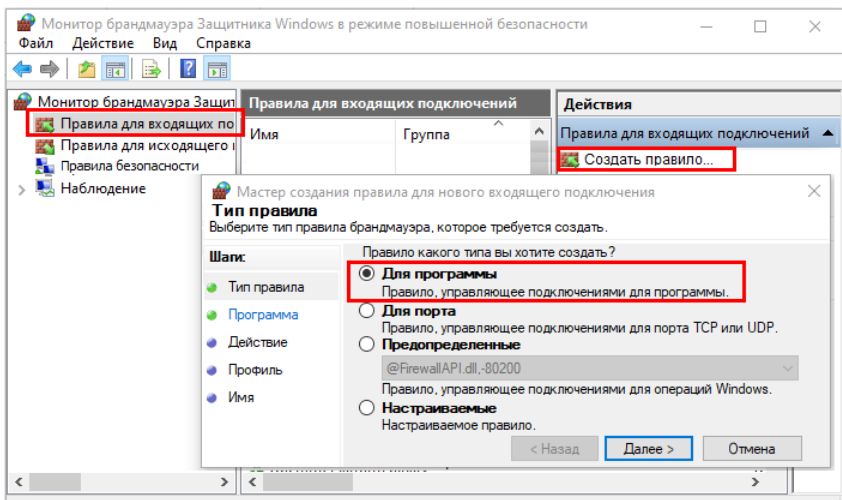 Монитор брандмауэра Защитника Windows в режиме повышенной безопасности
Файл Действие Вид Справка
Монитор брандмауэра Защит
Правила для входящих по
Правила для исходящего
Правила безопасности
Наблюдение
Правила для входящих подключений
Имя Группа
Действия
Правила для входящих подключений
Создать правило...
Мастер создания правила для нового входящего подключения
Тип правила
Выберите тип правила брандмауэра, которое требуется создать.
Шаги:
Тип правила
Программа
Действие
Профиль
Имя
Правило какого типа вы хотите создать?
Для программы
Правило, управляющее подключениями для программы.
Для порта
Правило, управляющее подключениями для порта TCP или UDP.
Предопределенные
@FirewallAPI.dll,-80200
Правило, управляющее подключениями для операций Windows.
Настраиваемые
Настраиваемое правило.
< Назад Далее > Отмена